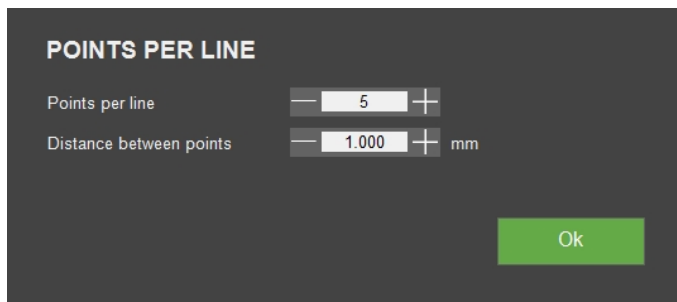 POINTS PER LINE
Points per line 5
Distance between points 1.000 mm
Ok